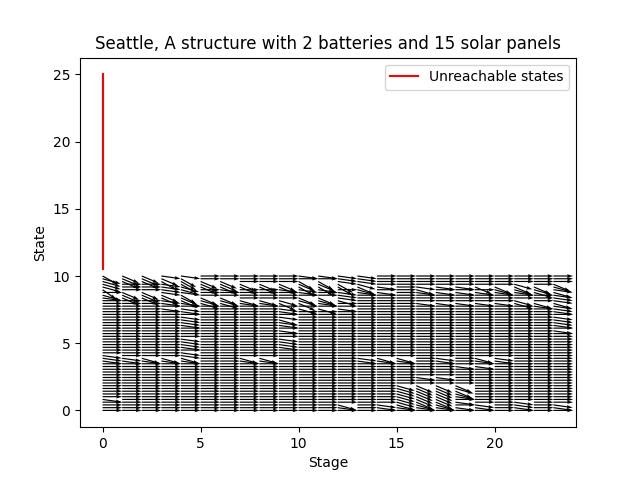 Seattle, A structure with 2 batteries and 15 solar panels
Unreachable states
25
20
15
10
5
0
State
0 5 10 15 20
Stage